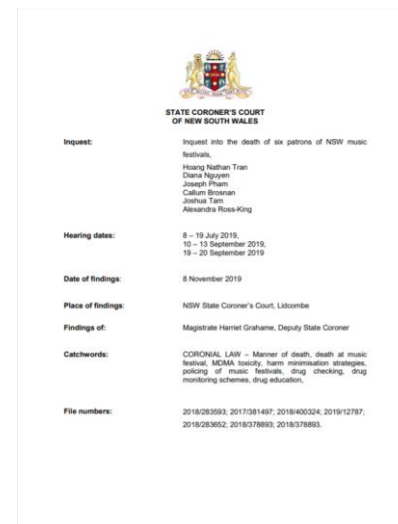 STATE CORONER'S COURT
OF NEW SOUTH WALES
Inquest: Inquest into the death of six patrons of NSW music
festivals,
Hoang Nathan Tran
Diana Nguyen
Joseph Pham
Callum Brosnan
Joshua Tam
Alexandra Ross-King
Hearing dates: 8 – 19 July 2019,
10 – 13 September 2019,
19 – 20 September 2019
Date of findings: 8 November 2019
Place of findings: NSW State Coroner's Court, Lidcombe
Findings of: Magistrate Harriet Grahame, Deputy State Coroner
Catchwords: CORONIAL LAW – Manner of death, death at music
festival, MDMA toxicity, harm minimisation strategies,
policing of music festivals, drug checking, drug
monitoring schemes, drug education,
File numbers: 2018/283593; 2017/381497; 2018/400324; 2019/12787;
2018/283652; 2018/378893; 2018/378893.